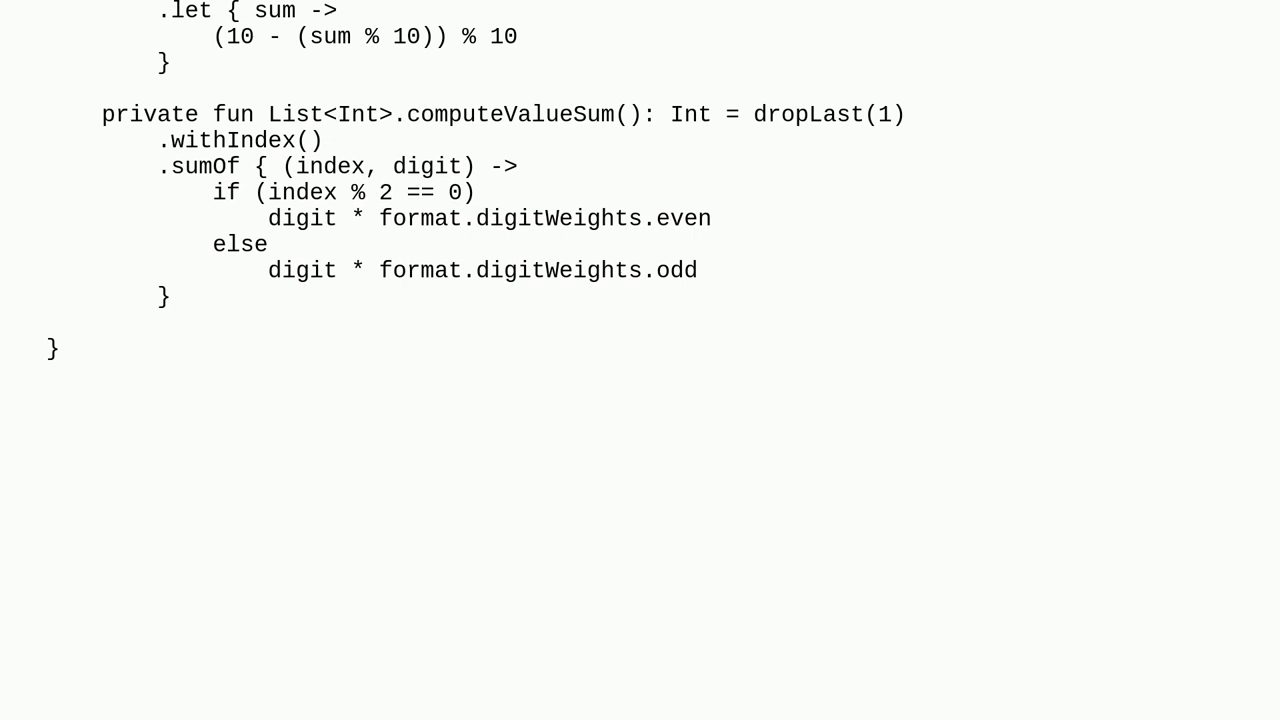 .let { sum ->
(10 - (sum % 10)) % 10
}
private fun List<Int>.computeValueSum(): Int = dropLast(1)
.withIndex()
.sumOf { (index, digit) ->
if (index % 2 == 0)
digit * format.digitWeights.even
else
digit * format.digitWeights.odd
}
}